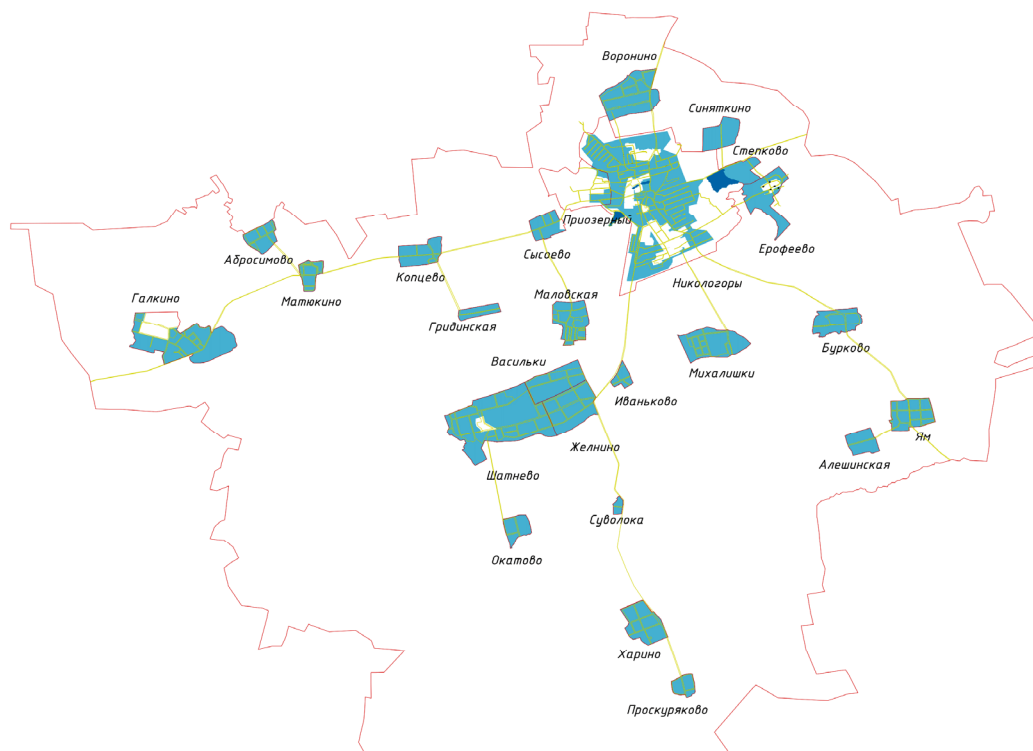 Воронино
Синяткино
Степково
Приозерный
Ерофеево
Сысоево
Абросимово
Копцево
Никологоры
Матюкино
Галкино
Маловская
Гридинская
Бурково
Васильки
Михалишки
Иваньково
Ям
Желнино
Алешинская
Шатнево
Суволока
Окатово
Харино
Проскуряково